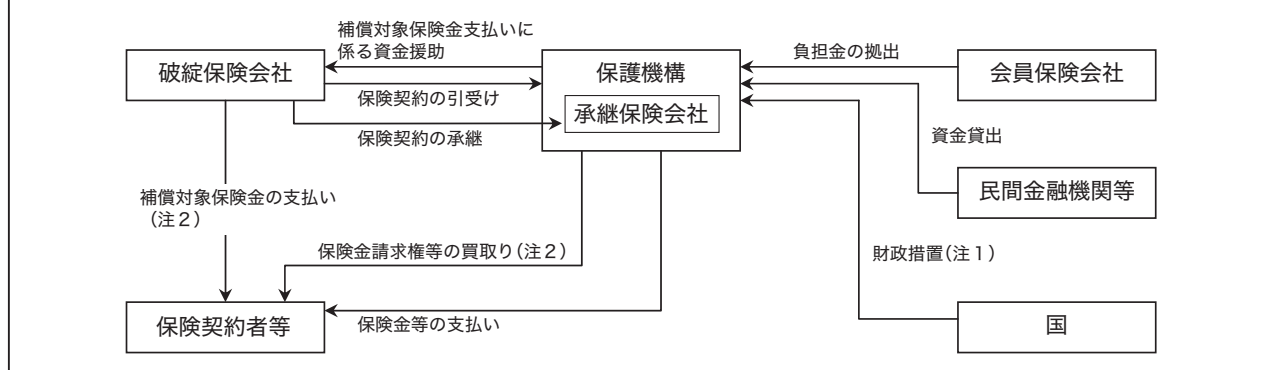 補償対象保険金支払いに
係る資金援助
破綻保険会社
保護機構
負担金の拠出
会員保険会社
保険契約の引受け
承継保険会社
保険契約の承継
資金貸出
民間金融機関等
補償対象保険金の支払い
（注２）
保険金請求権等の買取り（注２）
財政措置（注１）
保険契約者等
保険金等の支払い
国